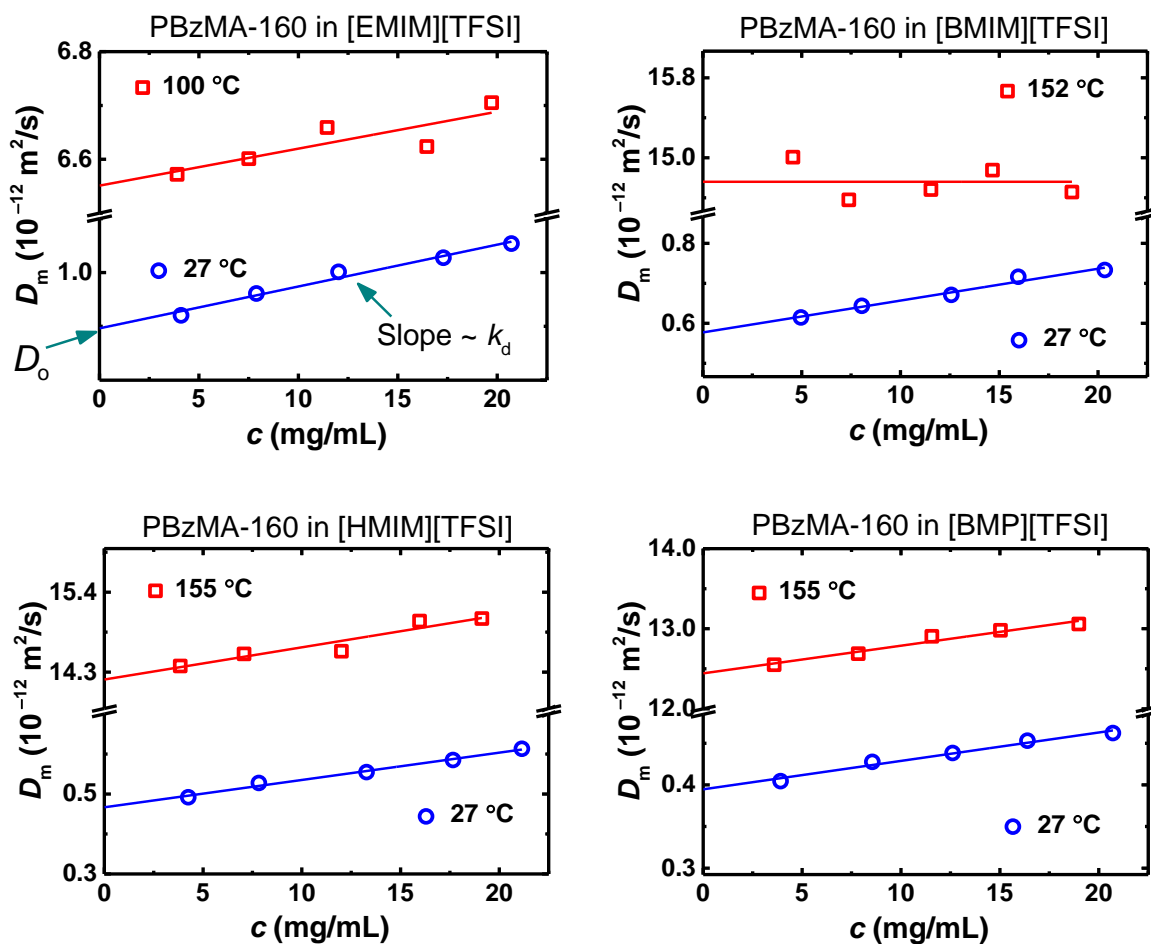 PBzMA-160 in [EMIM][TFSI]
6.8
6.6
1.0
100 °C
27 °C
Dₘ (10⁻¹² m²/s)
Dₒ
Slope ~ k_d
0 5 10 15 20
c (mg/mL)
PBzMA-160 in [BMIM][TFSI]
15.8
15.0
0.8
0.6
152 °C
27 °C
Dₘ (10⁻¹² m²/s)
0 5 10 15 20
c (mg/mL)
PBzMA-160 in [HMIM][TFSI]
15.4
14.3
0.5
0.3
155 °C
27 °C
Dₘ (10⁻¹² m²/s)
0 5 10 15 20
c (mg/mL)
PBzMA-160 in [BMP][TFSI]
14.0
13.0
12.0
0.4
0.3
155 °C
27 °C
Dₘ (10⁻¹² m²/s)
0 5 10 15 20
c (mg/mL)